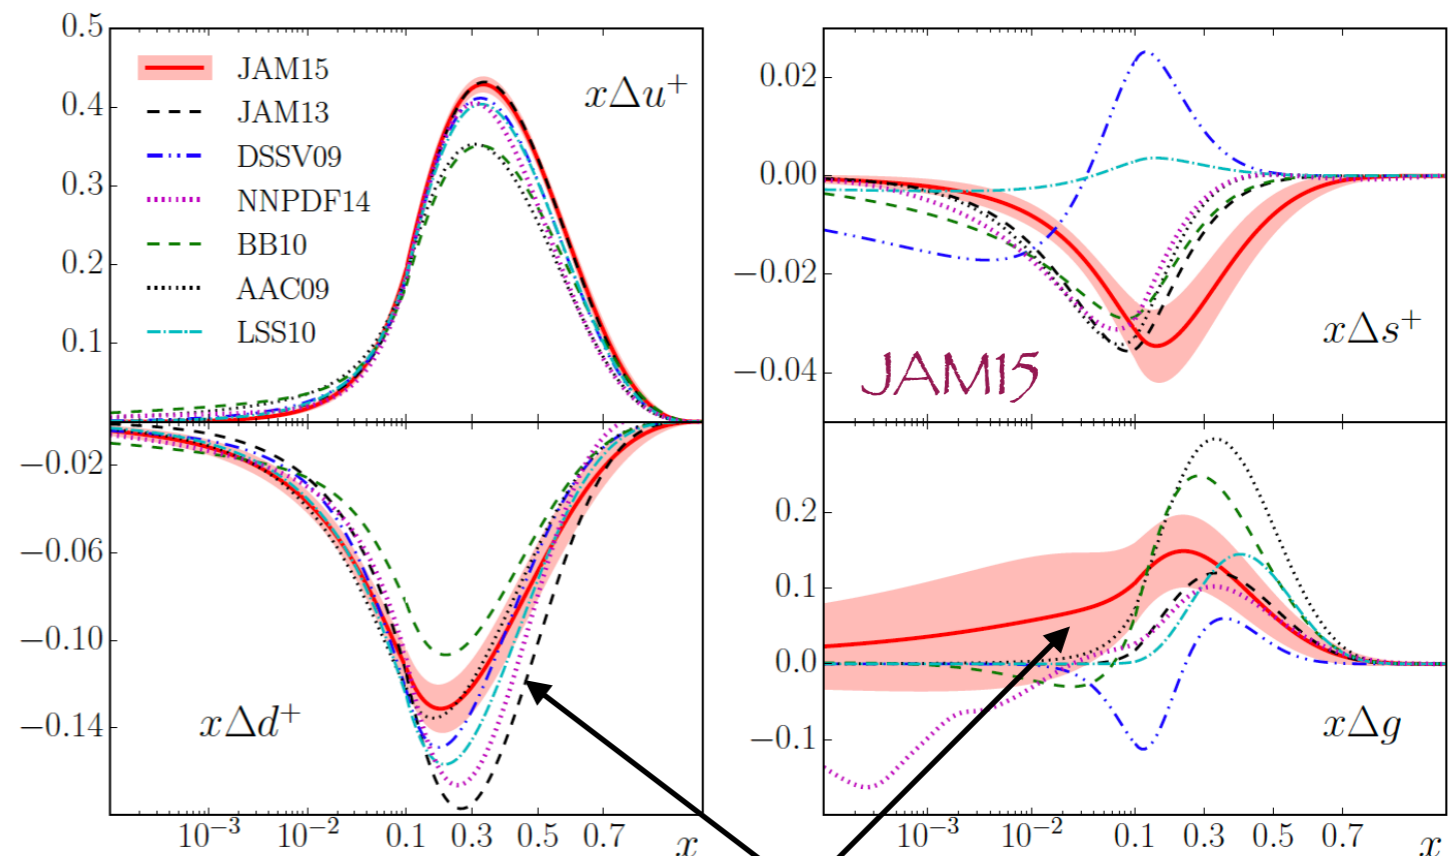 0.5
0.4
0.3
0.2
0.1
JAM15
JAM13
DSSV09
NNPDF14
BB10
AAC09
LSS10
xΔu⁺
0.02
0.00
−0.02
−0.04
xΔs⁺
JAM15
−0.02
−0.06
−0.10
−0.14
xΔd⁺
10⁻³ 10⁻² 0.1 0.3 0.5 0.7 x
0.2
0.1
0.0
−0.1
xΔg
10⁻³ 10⁻² 0.1 0.3 0.5 0.7 x